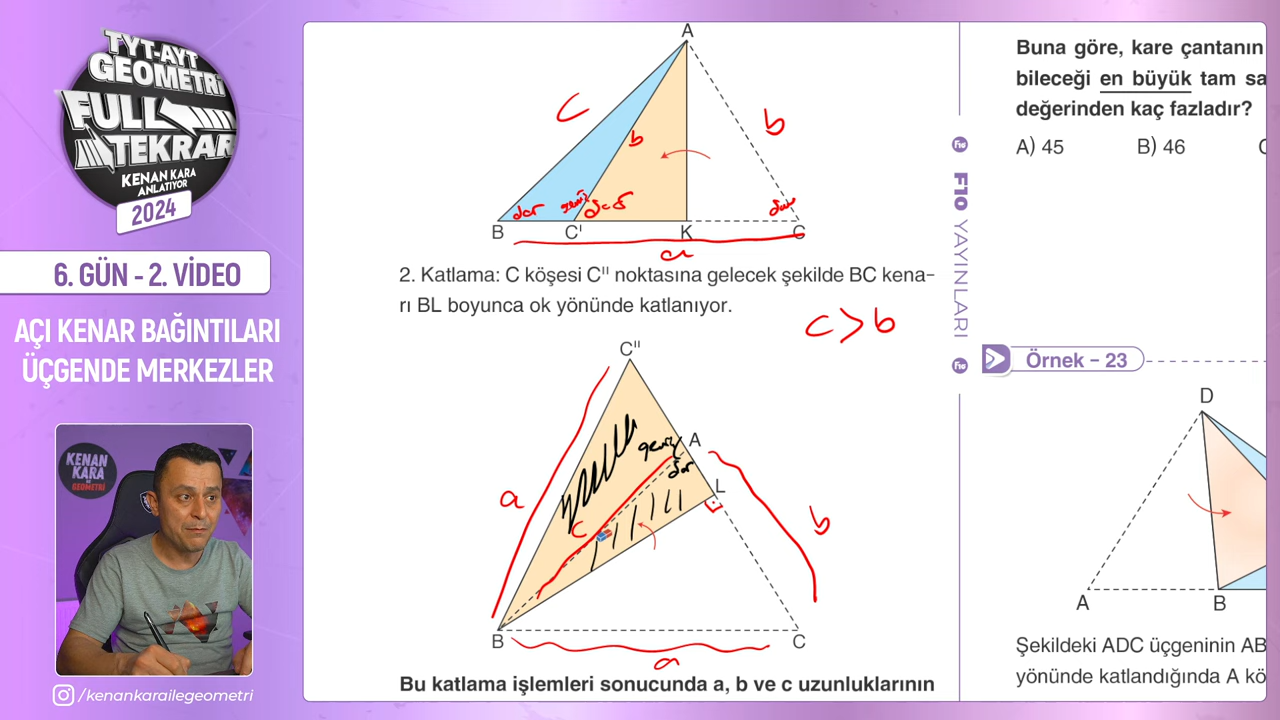 TYT-AYT
GEOMETRİ
FULL
TEKRAR
KENAN KARA
ANLATIYOR
2024
6. GÜN - 2. VİDEO
AÇI KENAR BAĞINTILARI
ÜÇGENDE MERKEZLER
KENAN
KARA
ile GEOMETRİ
/kenankarailegeometri
A
c
b
b
dar
geniş
dar
dar
B
C'
K
C
a
2. Katlama: C köşesi C'' noktasına gelecek şekilde BC kena-
rı BL boyunca ok yönünde katlanıyor.
c > b
C''
geniş
A
dar
L
a
c
b
B
C
a
Bu katlama işlemleri sonucunda a, b ve c uzunluklarının
F10 YAYINLARI
Buna göre, kare çantanın
bileceği en büyük tam sa
değerinden kaç fazladır?
A) 45 B) 46 C
Örnek - 23
D
A
B
Şekildeki ADC üçgeninin AB
yönünde katlandığında A kö